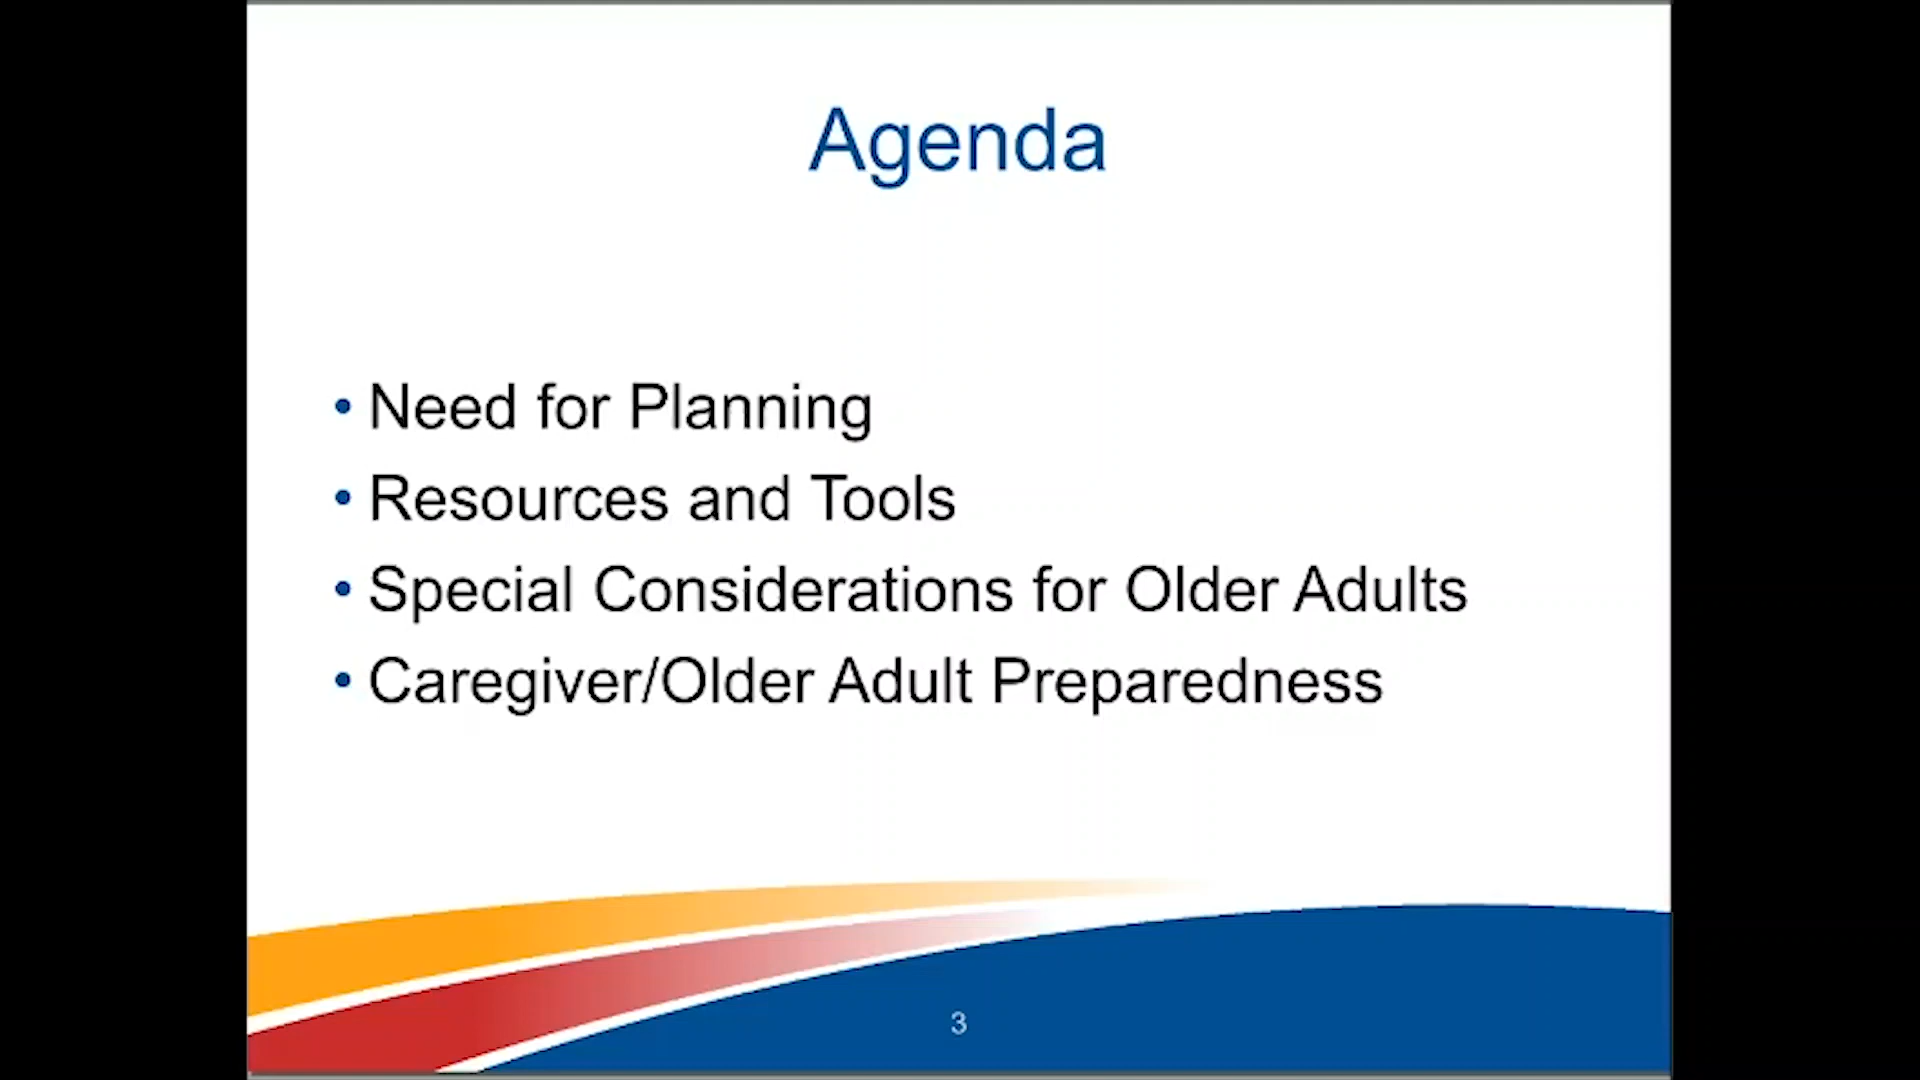 Agenda
• Need for Planning
• Resources and Tools
• Special Considerations for Older Adults
• Caregiver/Older Adult Preparedness
3